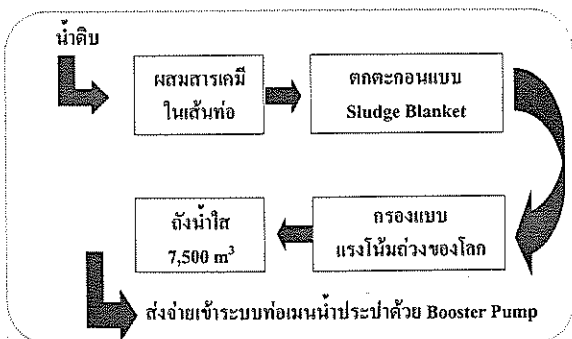 น้ำดิบ
ผสมสารเคมี
ในเส้นท่อ
ตกตะกอนแบบ
Sludge Blanket
กรองแบบ
แรงโน้มถ่วงของโลก
ถังน้ำใส
7,500 m³
ส่งจ่ายเข้าระบบท่อเมนน้ำประปาด้วย Booster Pump